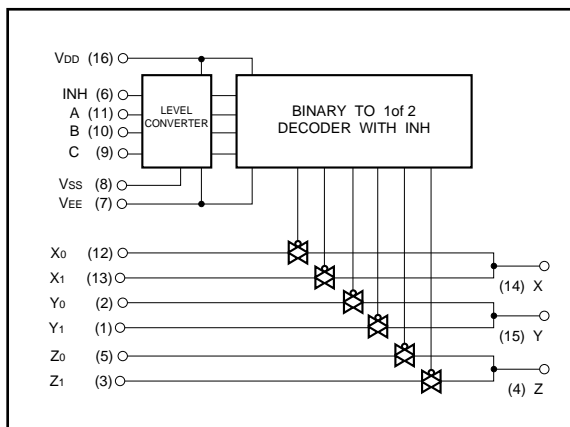 VDD (16)
INH (6)
A (11)
B (10)
C (9)
VSS (8)
VEE (7)
LEVEL
CONVERTER
BINARY TO 1of 2
DECODER WITH INH
X0 (12)
X1 (13)
Y0 (2)
Y1 (1)
Z0 (5)
Z1 (3)
(14) X
(15) Y
(4) Z